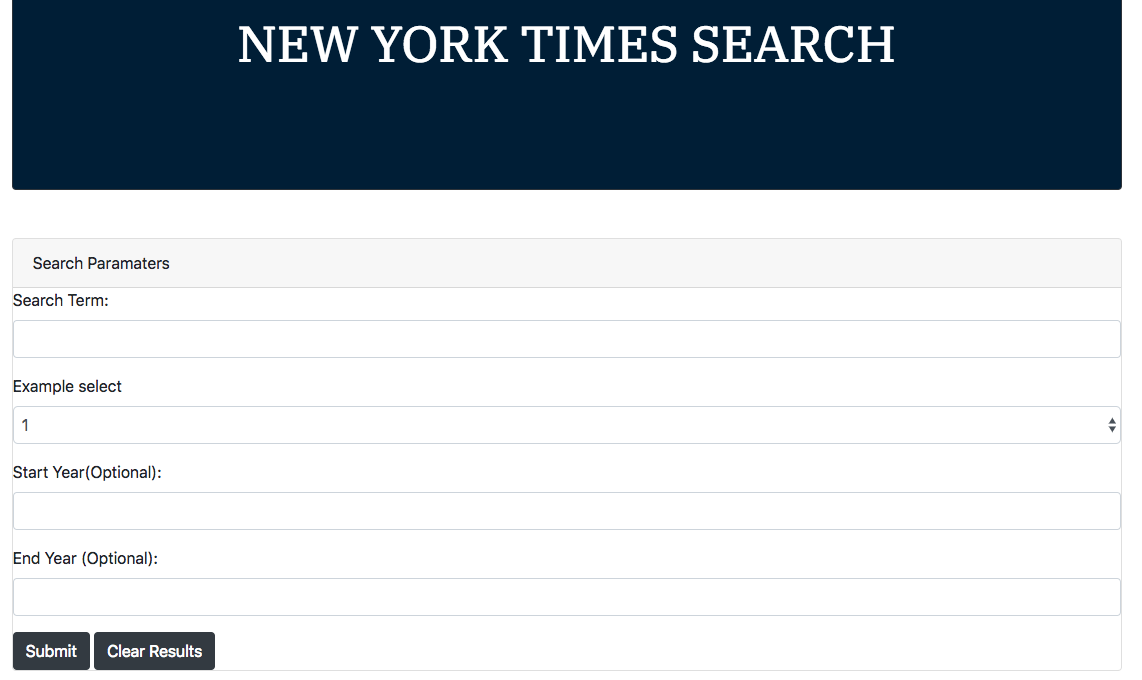 NEW YORK TIMES SEARCH
Search Paramaters
Search Term:
Example select
1
Start Year(Optional):
End Year (Optional):
Submit Clear Results